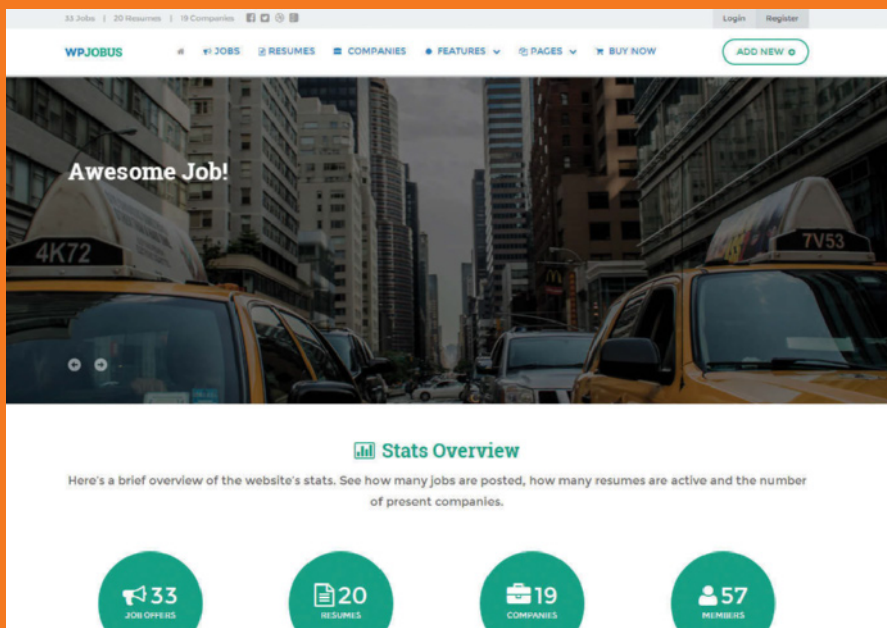 33 Jobs | 20 Resumes | 19 Companies
Login Register
WPJOBUS JOBS RESUMES COMPANIES FEATURES PAGES BUY NOW ADD NEW
Awesome Job!
4K72
7V53
Stats Overview
Here's a brief overview of the website's stats. See how many jobs are posted, how many resumes are active and the number
of present companies.
33 20 19 57
JOB OFFERS RESUMES COMPANIES MEMBERS